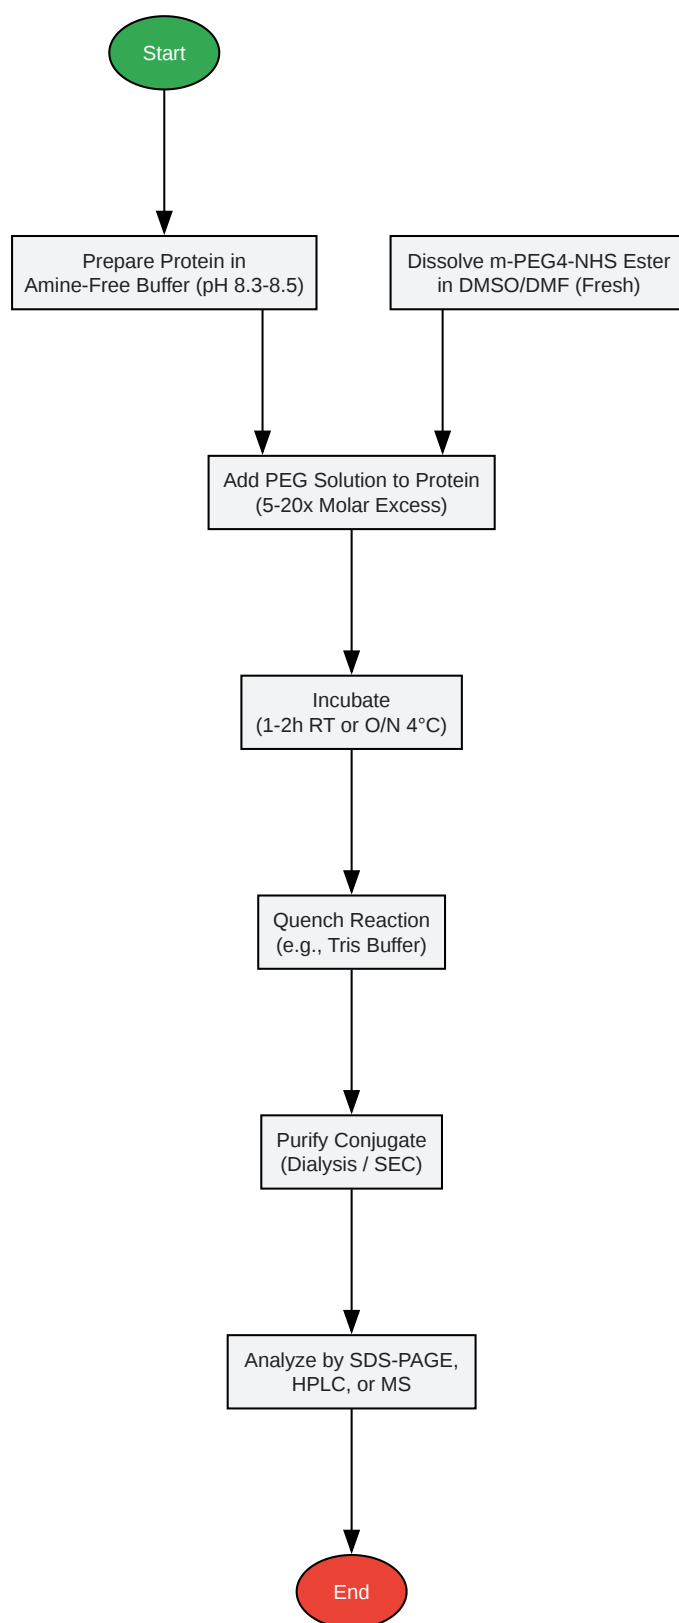 Start
Prepare Protein in
Amine-Free Buffer (pH 8.3-8.5)
Dissolve m-PEG4-NHS Ester
in DMSO/DMF (Fresh)
Add PEG Solution to Protein
(5-20x Molar Excess)
Incubate
(1-2h RT or O/N 4°C)
Quench Reaction
(e.g., Tris Buffer)
Purify Conjugate
(Dialysis / SEC)
Analyze by SDS-PAGE,
HPLC, or MS
End